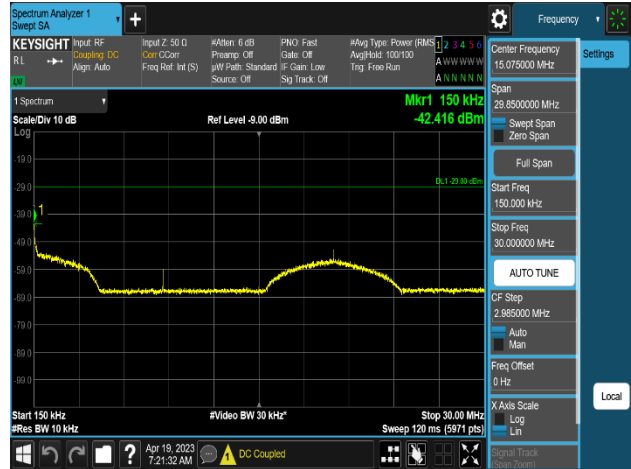 Spectrum Analyzer 1
Swept SA
Frequency
KEYSIGHT
Input: RF
Input Z: 50 Ω
#Atten: 6 dB
PNO: Fast
#Avg Type: Power (RMS
1 2 3 4 5 6
RL
Coupling: DC
Corr CCorr
Preamp: Off
Gate: Off
Avg|Hold: 100/100
A W W W W W
Align: Auto
Freq Ref: Int (S)
µW Path: Standard
IF Gain: Low
Trig: Free Run
Source: Off
Sig Track: Off
A N N N N N
LXI
1 Spectrum
Mkr1 150 kHz
Scale/Div 10 dB
Ref Level -9.00 dBm
-42.416 dBm
Log
-19.0
-29.0
DL1 -29.00 dBm
-39.0
1
-49.0
-59.0
-69.0
-79.0
-89.0
-99.0
Start 150 kHz
#Video BW 30 kHz*
Stop 30.00 MHz
#Res BW 10 kHz
Sweep 120 ms (5971 pts)
Center Frequency
15.075000 MHz
Settings
Span
29.8500000 MHz
Swept Span
Zero Span
Full Span
Start Freq
150.000 kHz
Stop Freq
30.000000 MHz
AUTO TUNE
CF Step
2.985000 MHz
Auto
Man
Freq Offset
0 Hz
X Axis Scale
Log
Lin
Local
Signal Track
(Span Zoom)
?
Apr 19, 2023
7:21:32 AM
DC Coupled